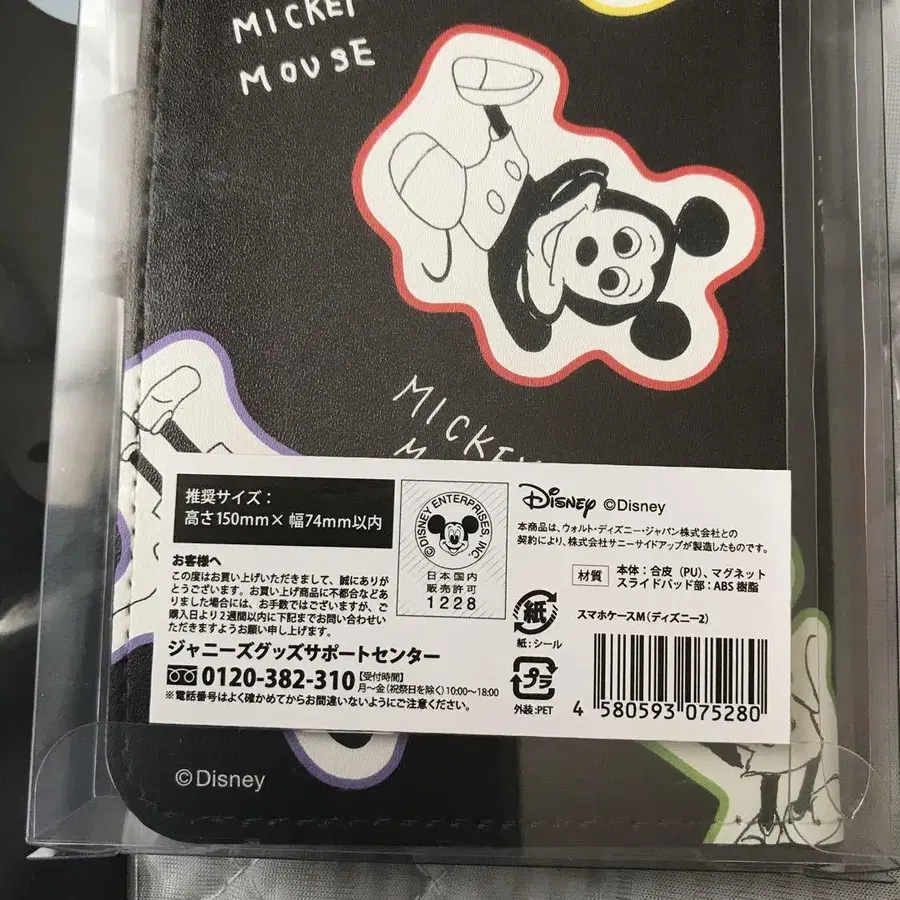 MICKEY
MOUSE
MICKEY
推奨サイズ：
高さ150mm×幅74mm以内
お客様へ
この度はお買い上げいただきまして、誠にありが
とうございます。お買い上げ商品に不都合などあ
りました場合には、お手数ではございますが、ご
購入日より2週間以内に下記までお問い合わせいた
だきますようお願い申し上げます。
ジャニーズグッズサポートセンター
0120-382-310
【受付時間】
月〜金(祝祭日を除く)10:00〜18:00
※電話番号はよく確かめてからお間違いないようにご注意ください。
©DISNEY ENTERPRISES, INC.
日本国内
販売許可
1228
Disney ©Disney
本商品は、ウォルト・ディズニー・ジャパン株式会社との
契約により、株式会社サニーサイドアップが製造したものです。
材質 本体：合皮（PU）、マグネット
スライドパッド部：ABS樹脂
紙
紙：シール
プラ
外装：PET
スマホケースM（ディズニー2）
4 580593 075280
©Disney